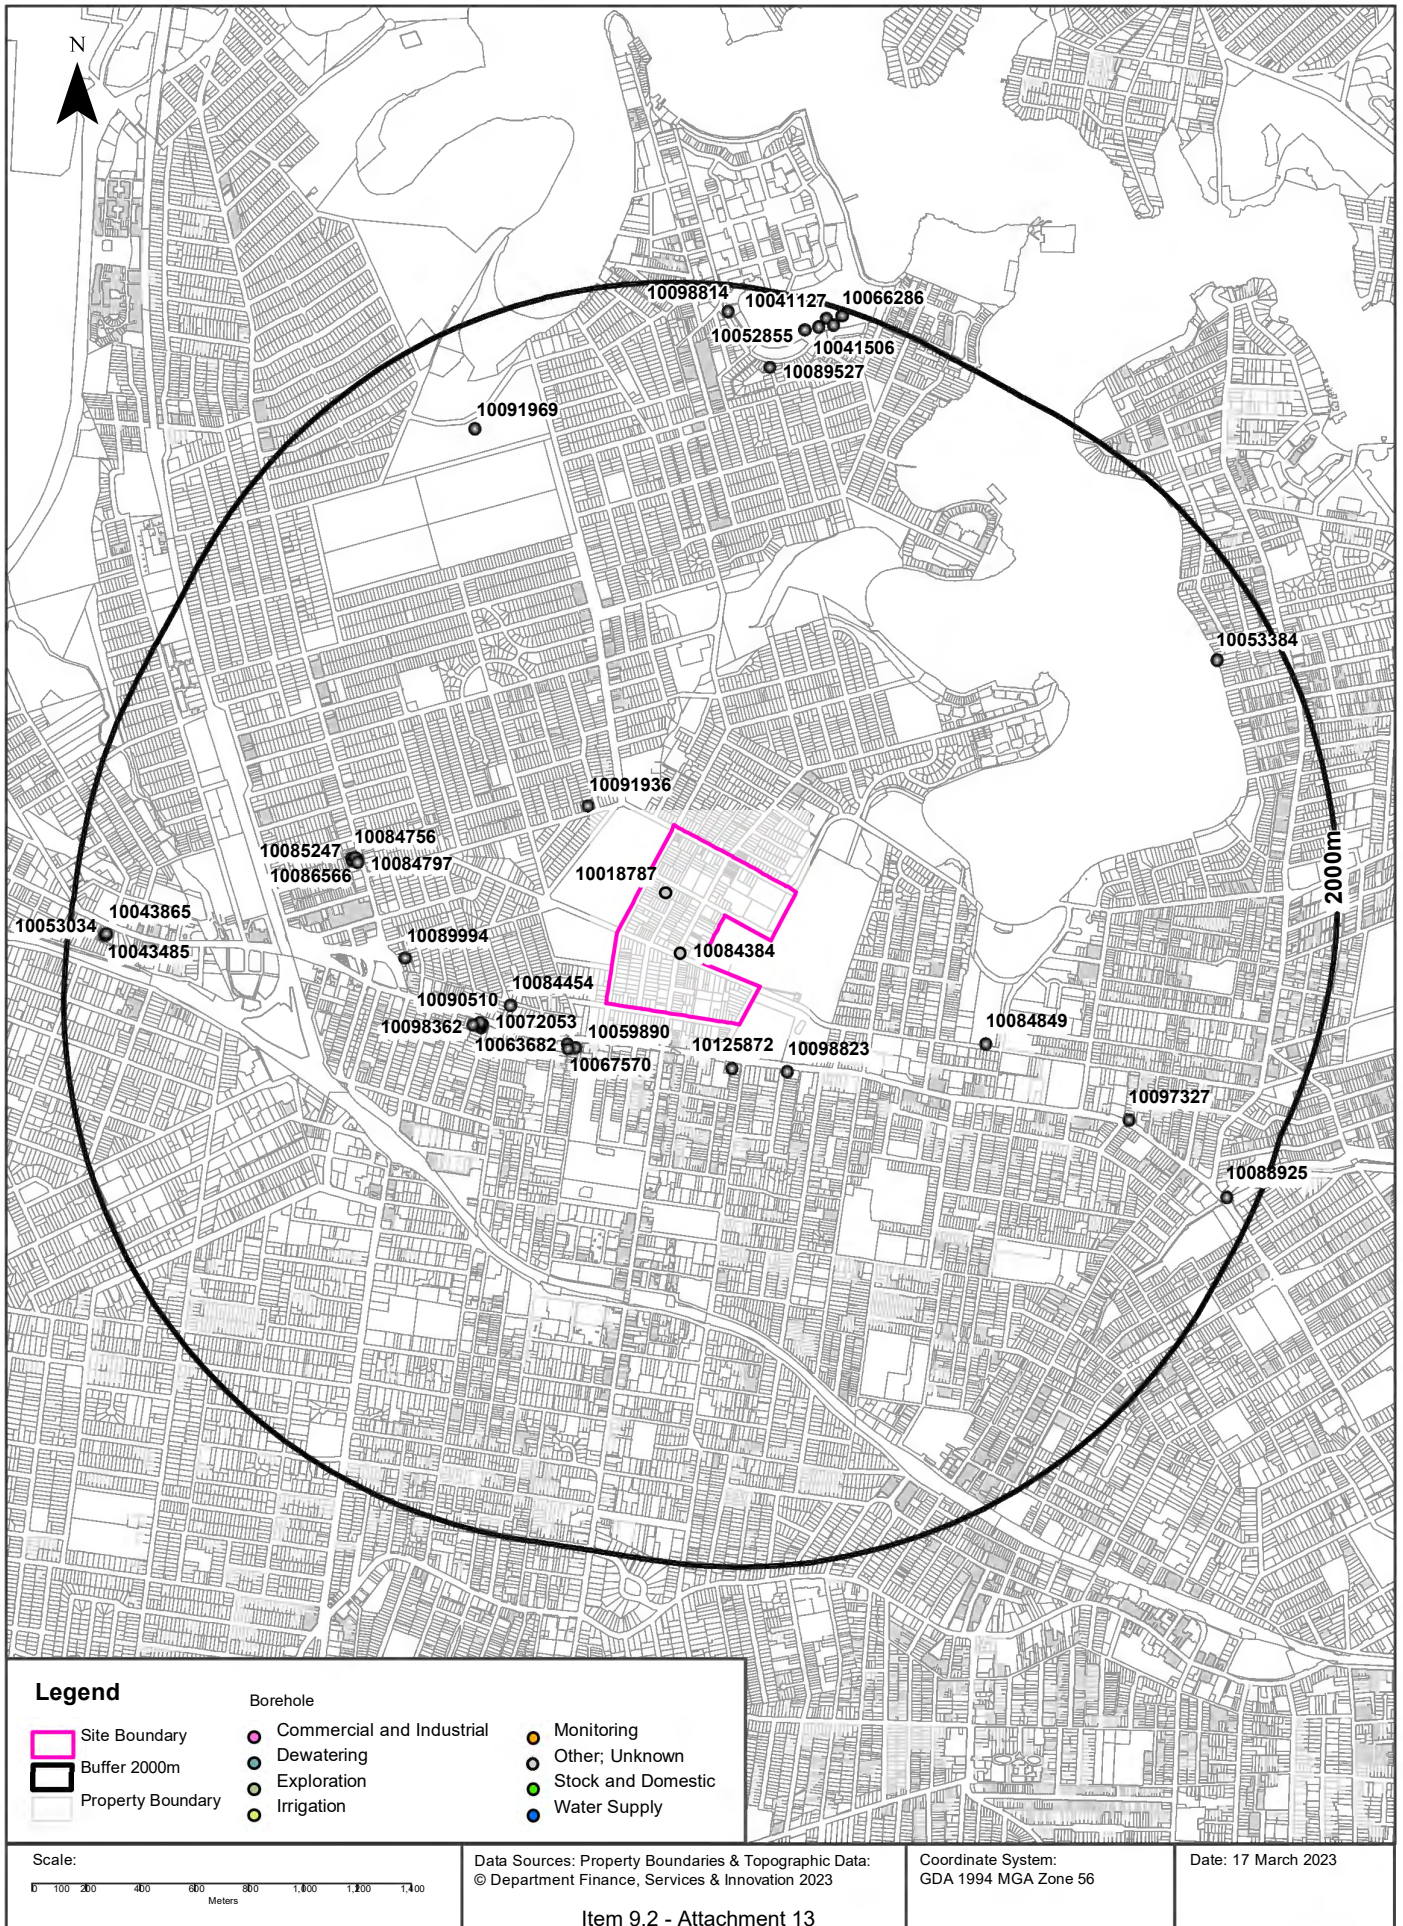 N
10098814
10041127
10066286
10052855
10041506
10089527
10091969
10053384
10091936
10084756
10085247
10084797
10086566
10018787
2000m
10043865
10053034
10043485
10089994
10084384
10084454
10090510
10098362
10072053
10059890
10063682
10067570
10125872
10098823
10084849
10097327
10088925
Legend
Borehole
Site Boundary
Buffer 2000m
Property Boundary
Commercial and Industrial
Dewatering
Exploration
Irrigation
Monitoring
Other; Unknown
Stock and Domestic
Water Supply
Scale:
0 100 200 400 600 800 1,000 1,200 1,400
Meters
Data Sources: Property Boundaries & Topographic Data:
© Department Finance, Services & Innovation 2023
Coordinate System:
GDA 1994 MGA Zone 56
Date: 17 March 2023
Item 9.2 - Attachment 13